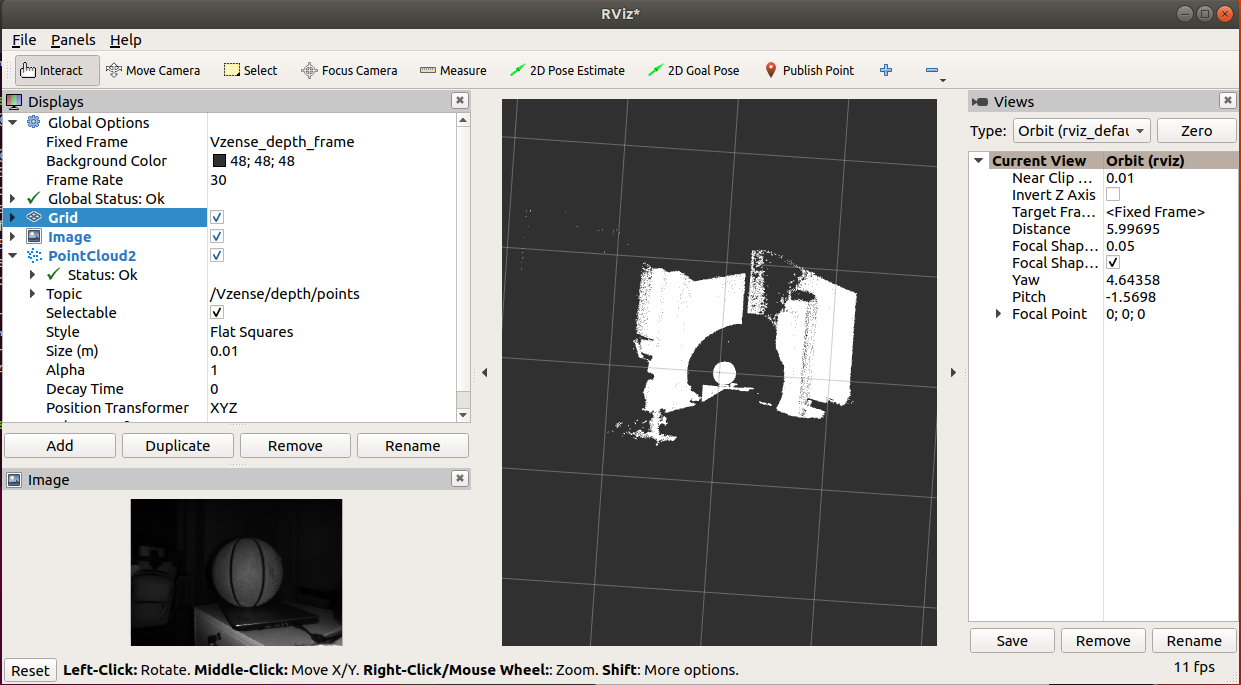 RViz*
File Panels Help
Interact Move Camera Select Focus Camera Measure 2D Pose Estimate 2D Goal Pose Publish Point
Displays
Global Options
Fixed Frame Vzense_depth_frame
Background Color 48; 48; 48
Frame Rate 30
Global Status: Ok
Grid
Image
PointCloud2
Status: Ok
Topic /Vzense/depth/points
Selectable
Style Flat Squares
Size (m) 0.01
Alpha 1
Decay Time 0
Position Transformer XYZ
Add Duplicate Remove Rename
Image
Views
Type: Orbit (rviz_defau Zero
Current View Orbit (rviz)
Near Clip ... 0.01
Invert Z Axis
Target Fra... <Fixed Frame>
Distance 5.99695
Focal Shap... 0.05
Focal Shap...
Yaw 4.64358
Pitch -1.5698
Focal Point 0; 0; 0
Save Remove Rename
Reset Left-Click: Rotate. Middle-Click: Move X/Y. Right-Click/Mouse Wheel:: Zoom. Shift: More options. 11 fps